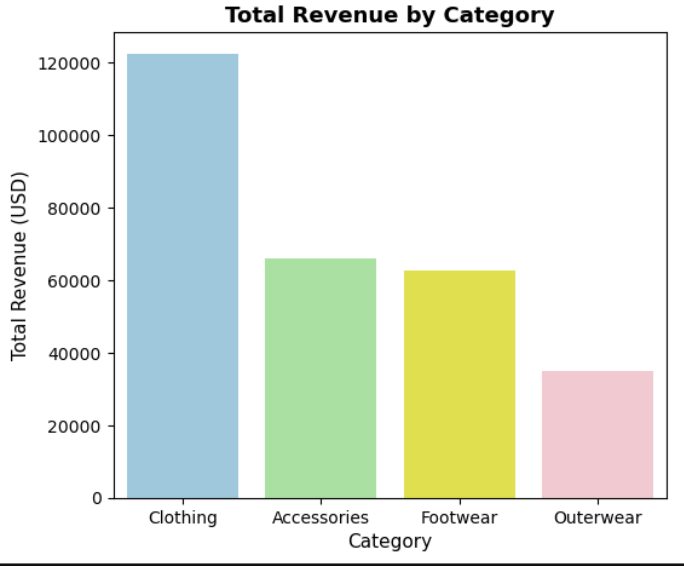 Total Revenue by Category
120000
100000
80000
60000
40000
20000
0
Total Revenue (USD)
Clothing Accessories Footwear Outerwear
Category